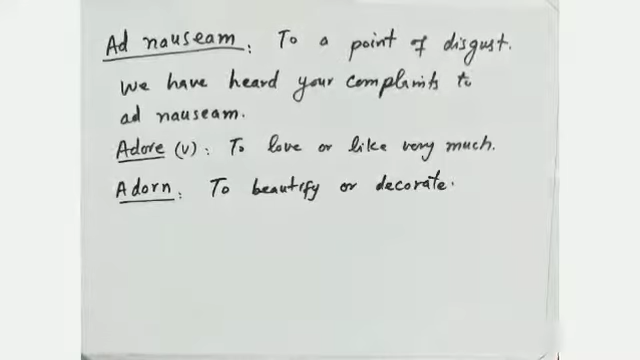 Ad nauseam: To a point of disgust.
We have heard your complaints to
ad nauseam.
Adore (v): To love or like very much.
Adorn: To beautify or decorate.